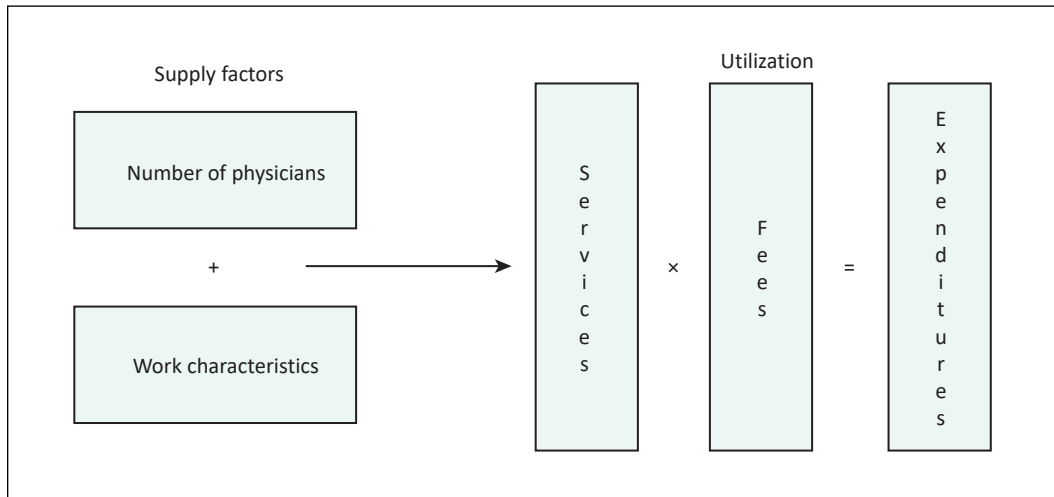 Supply factors
Number of physicians
+
Work characteristics
Utilization
Services
×
Fees
=
Expenditures